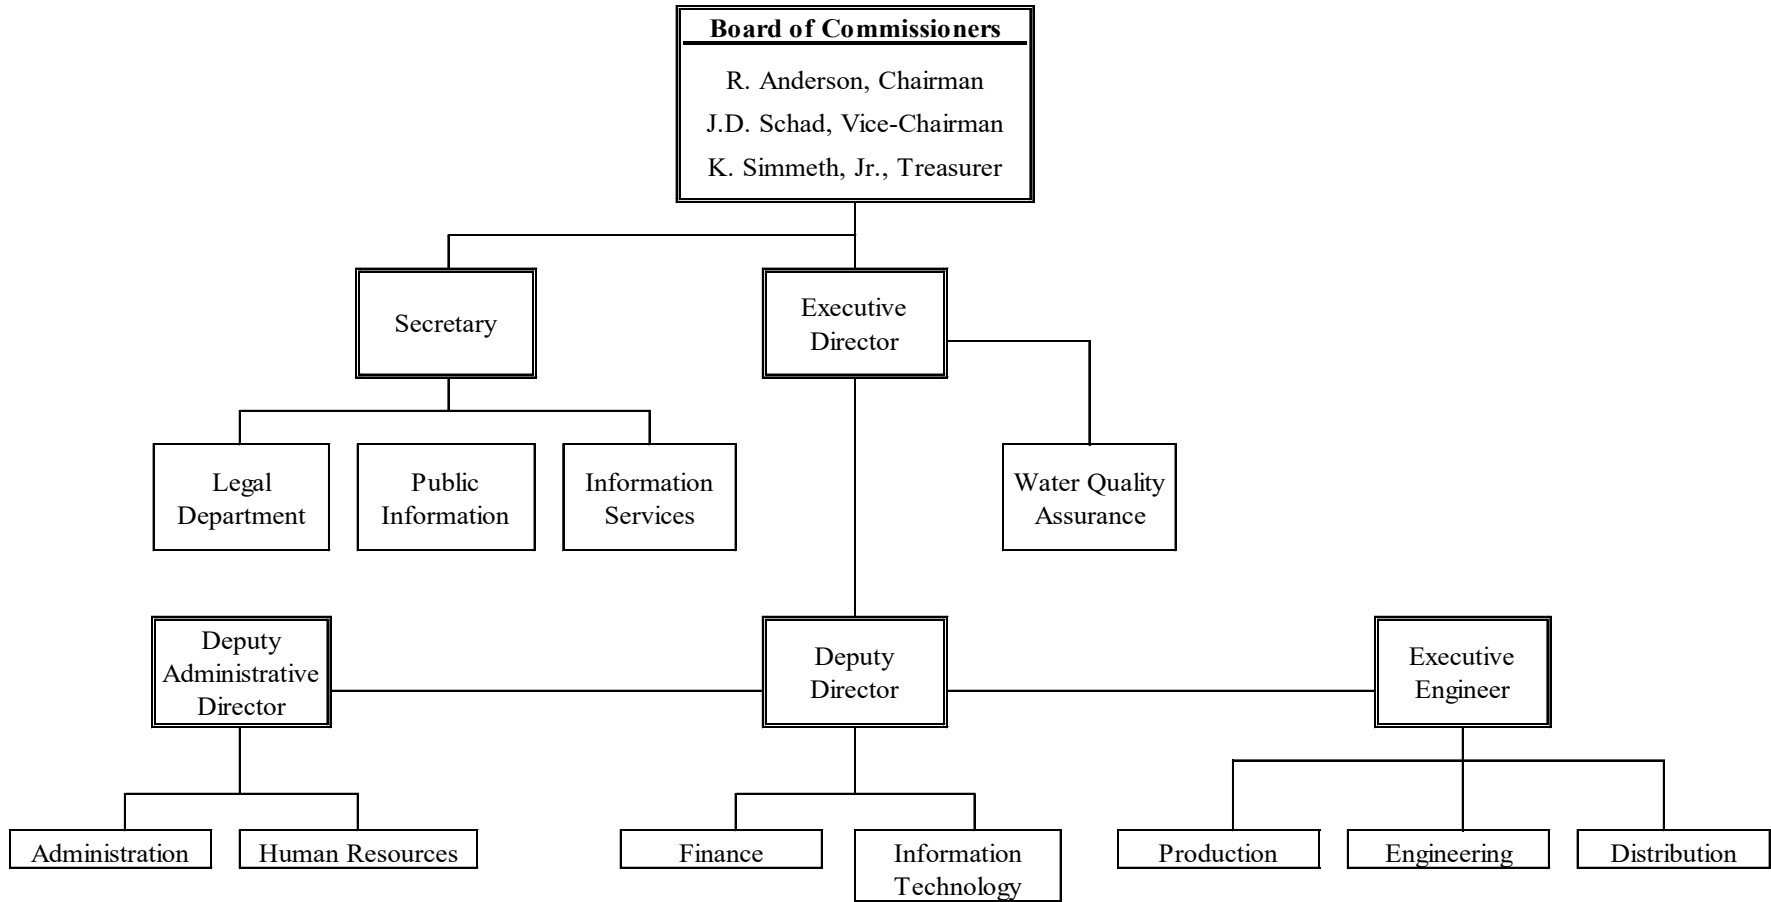 Board of Commissioners
R. Anderson, Chairman
J.D. Schad, Vice-Chairman
K. Simmeth, Jr., Treasurer
Secretary
Executive
Director
Legal
Department
Public
Information
Information
Services
Water Quality
Assurance
Deputy
Administrative
Director
Deputy
Director
Executive
Engineer
Administration
Human Resources
Finance
Information
Technology
Production
Engineering
Distribution